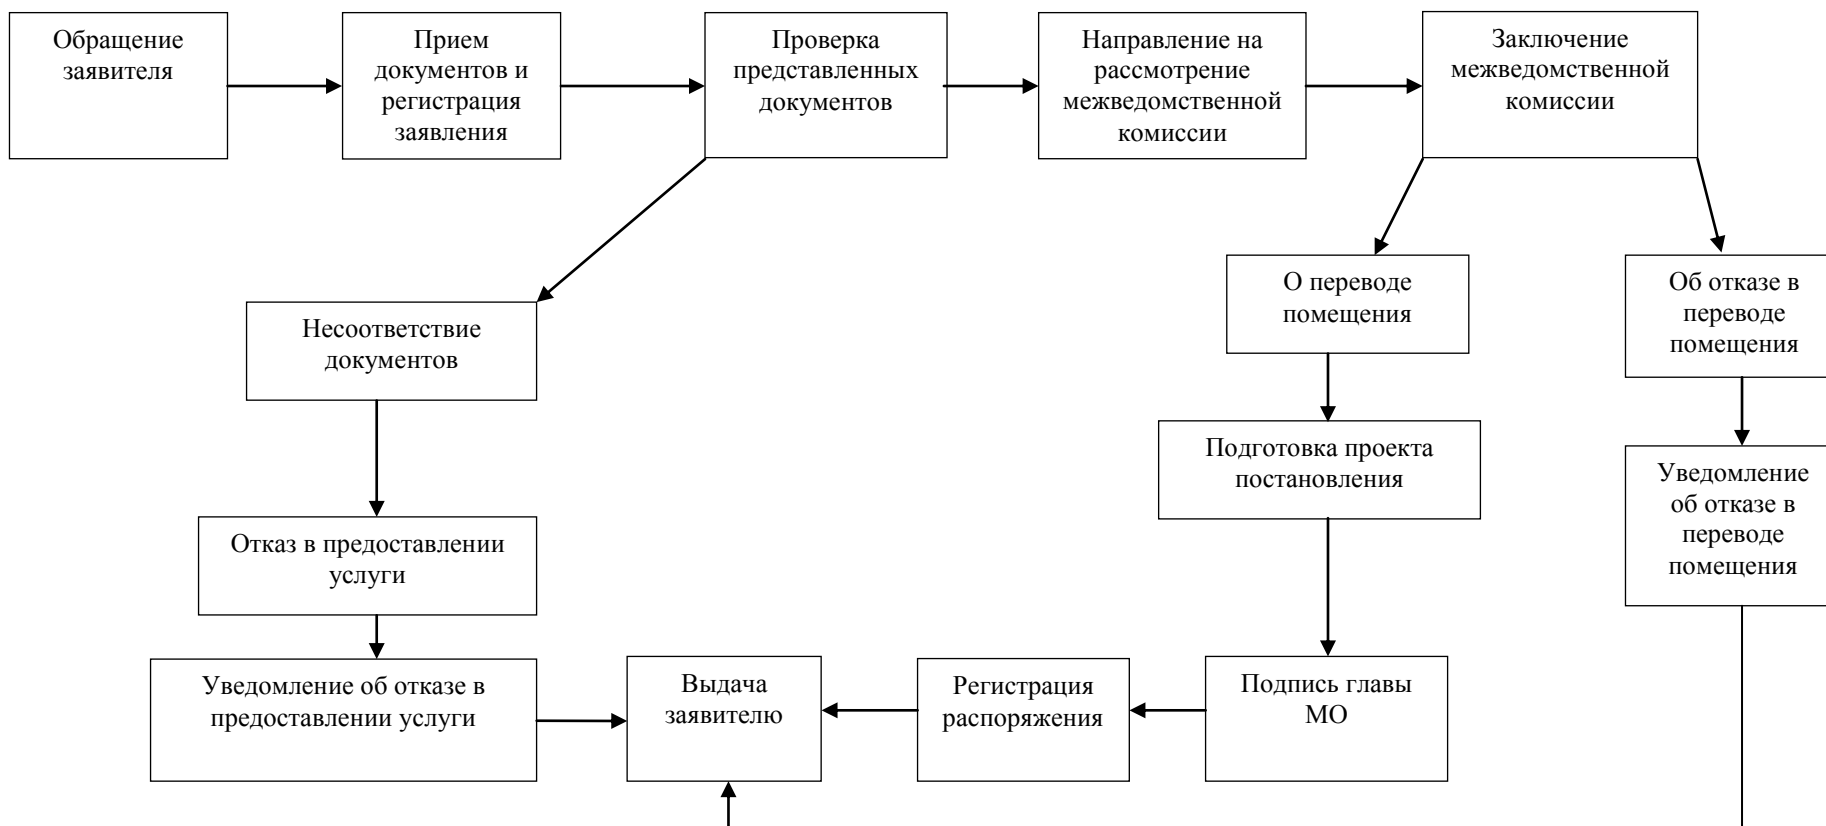 Обращение
заявителя
Прием
документов и
регистрация
заявления
Проверка
представленных
документов
Направление на
рассмотрение
межведомственной
комиссии
Заключение
межведомственной
комиссии
О переводе
помещения
Об отказе в
переводе
помещения
Несоответствие
документов
Подготовка проекта
постановления
Уведомление
об отказе в
переводе
помещения
Отказ в предоставлении
услуги
Уведомление об отказе в
предоставлении услуги
Выдача
заявителю
Регистрация
распоряжения
Подпись главы
МО